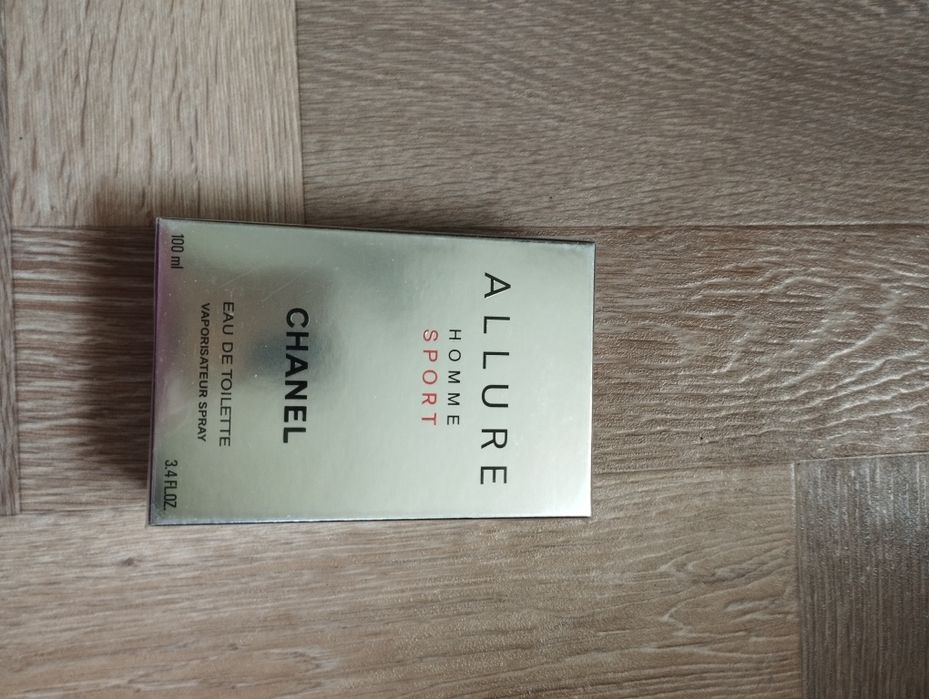 ALLURE
HOMME
SPORT
CHANEL
EAU DE TOILETTE
VAPORISATEUR SPRAY
100 ml 3.4 FL.OZ.